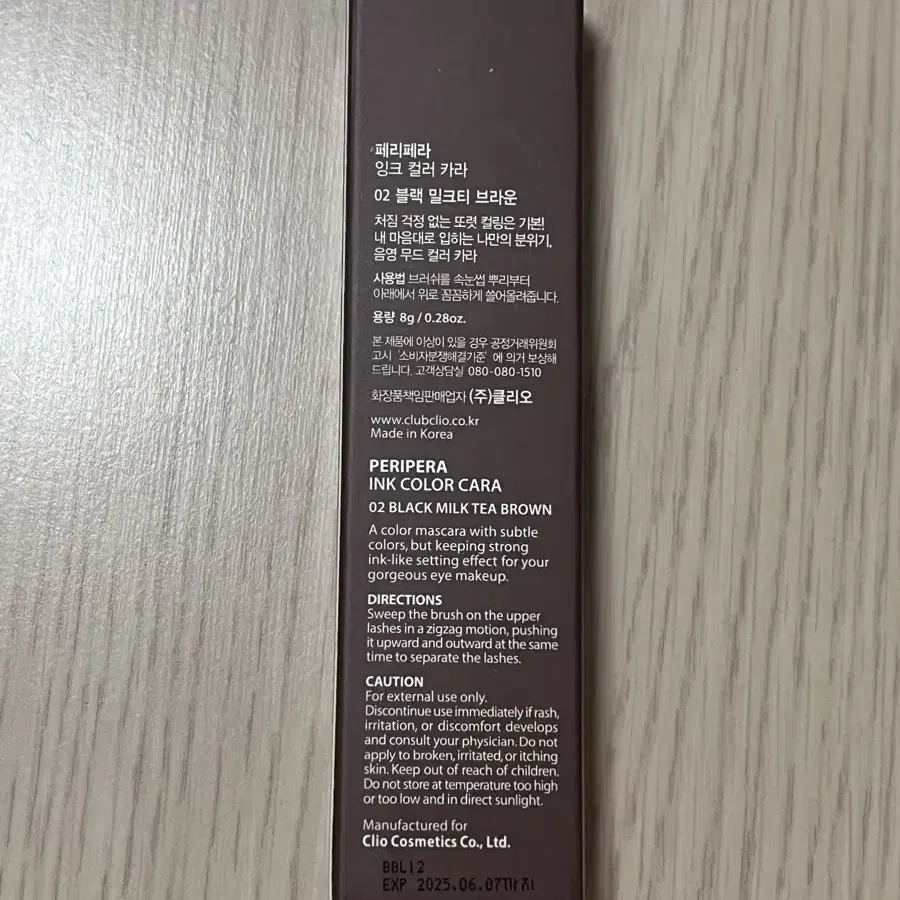 페리페라
잉크 컬러 카라
02 블랙 밀크티 브라운
처짐 걱정 없는 또렷 컬링은 기본!
내 마음대로 입히는 나만의 분위기,
음영 무드 컬러 카라
사용법 브러쉬를 속눈썹 뿌리부터
아래에서 위로 꼼꼼하게 쓸어올려줍니다.
용량 8g / 0.28oz.
본 제품에 이상이 있을 경우 공정거래위원회
고시 '소비자분쟁해결기준' 에 의거 보상해
드립니다. 고객상담실 080-080-1510
화장품책임판매업자 (주)클리오
www.clubclio.co.kr
Made in Korea
PERIPERA
INK COLOR CARA
02 BLACK MILK TEA BROWN
A color mascara with subtle
colors, but keeping strong
ink-like setting effect for your
gorgeous eye makeup.
DIRECTIONS
Sweep the brush on the upper
lashes in a zigzag motion, pushing
it upward and outward at the same
time to separate the lashes.
CAUTION
For external use only.
Discontinue use immediately if rash,
irritation, or discomfort develops
and consult your physician. Do not
apply to broken, irritated, or itching
skin. Keep out of reach of children.
Do not store at temperature too high
or too low and in direct sunlight.
Manufactured for
Clio Cosmetics Co., Ltd.
BBL12
EXP 2025.06.07까지